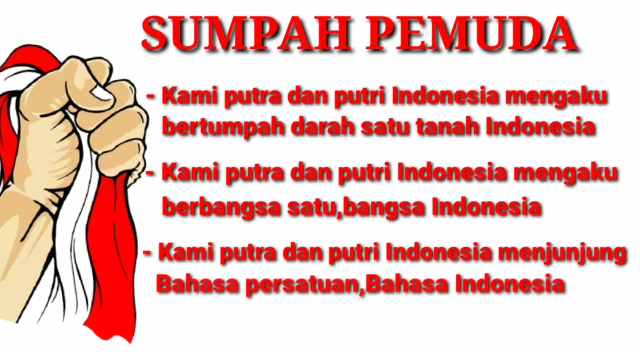 SUMPAH PEMUDA
- Kami putra dan putri Indonesia mengaku
bertumpah darah satu tanah Indonesia
- Kami putra dan putri Indonesia mengaku
berbangsa satu,bangsa Indonesia
- Kami putra dan putri Indonesia menjunjung
Bahasa persatuan,Bahasa Indonesia